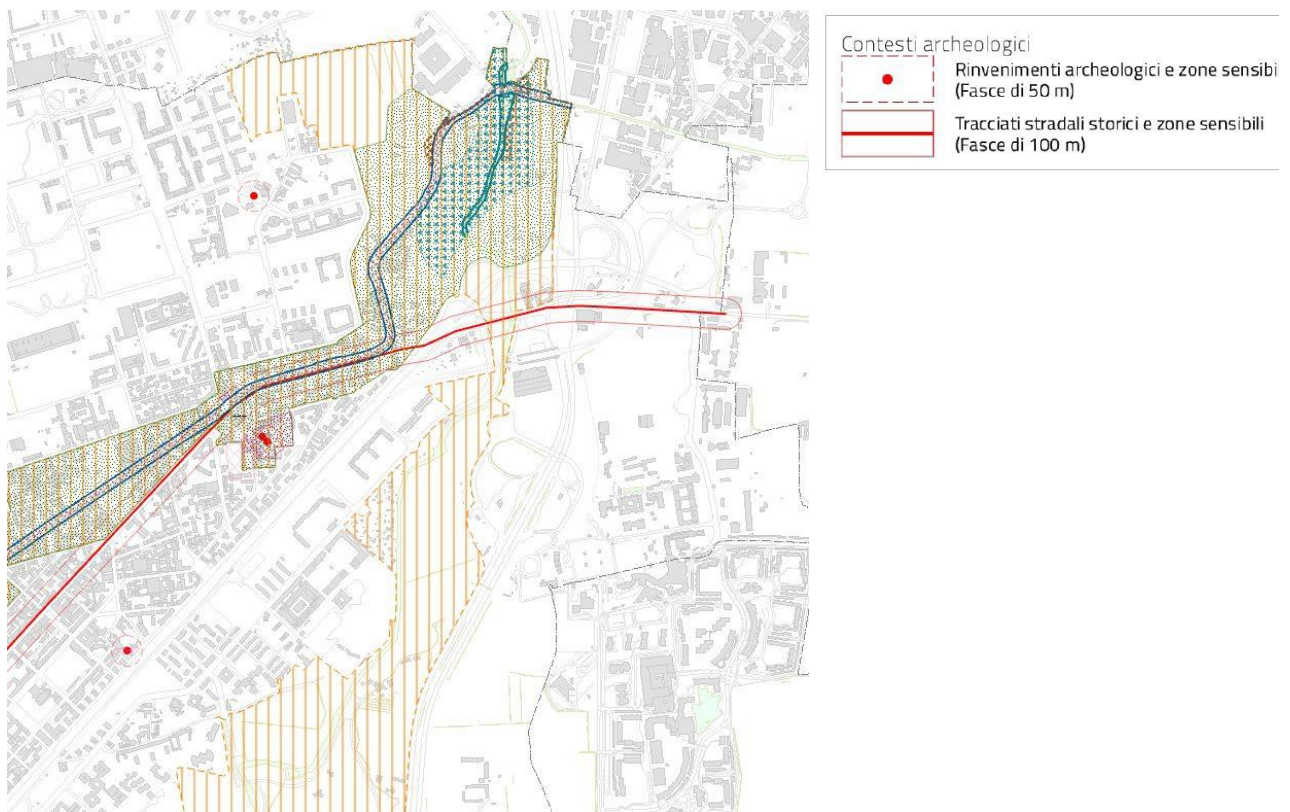 Contesti archeologici
Rinvenimenti archeologici e zone sensibi
(Fasce di 50 m)
Tracciati stradali storici e zone sensibili
(Fasce di 100 m)